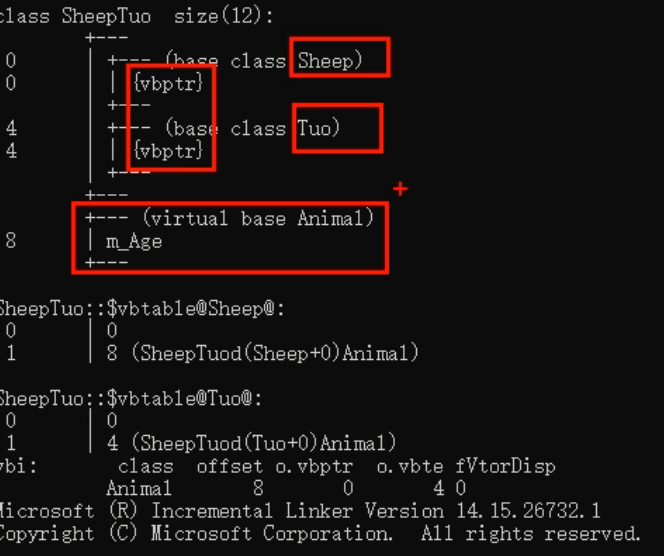 class SheepTuo  size(12):
        +---
0       | +--- (base class Sheep)
0       | | {vbptr}
        | +---
4       | +--- (base class Tuo)
4       | | {vbptr}
        | +---
        +---
        +--- (virtual base Animal)
8       | m_Age
        +---
SheepTuo::$vbtable@Sheep@:
0       | 0
1       | 8 (SheepTuod(Sheep+0)Animal)
SheepTuo::$vbtable@Tuo@:
0       | 0
1       | 4 (SheepTuod(Tuo+0)Animal)
vbi:       class  offset o.vbptr  o.vbte fVtorDisp
          Animal       8       0       4 0
Microsoft (R) Incremental Linker Version 14.15.26732.1
Copyright (C) Microsoft Corporation.  All rights reserved.